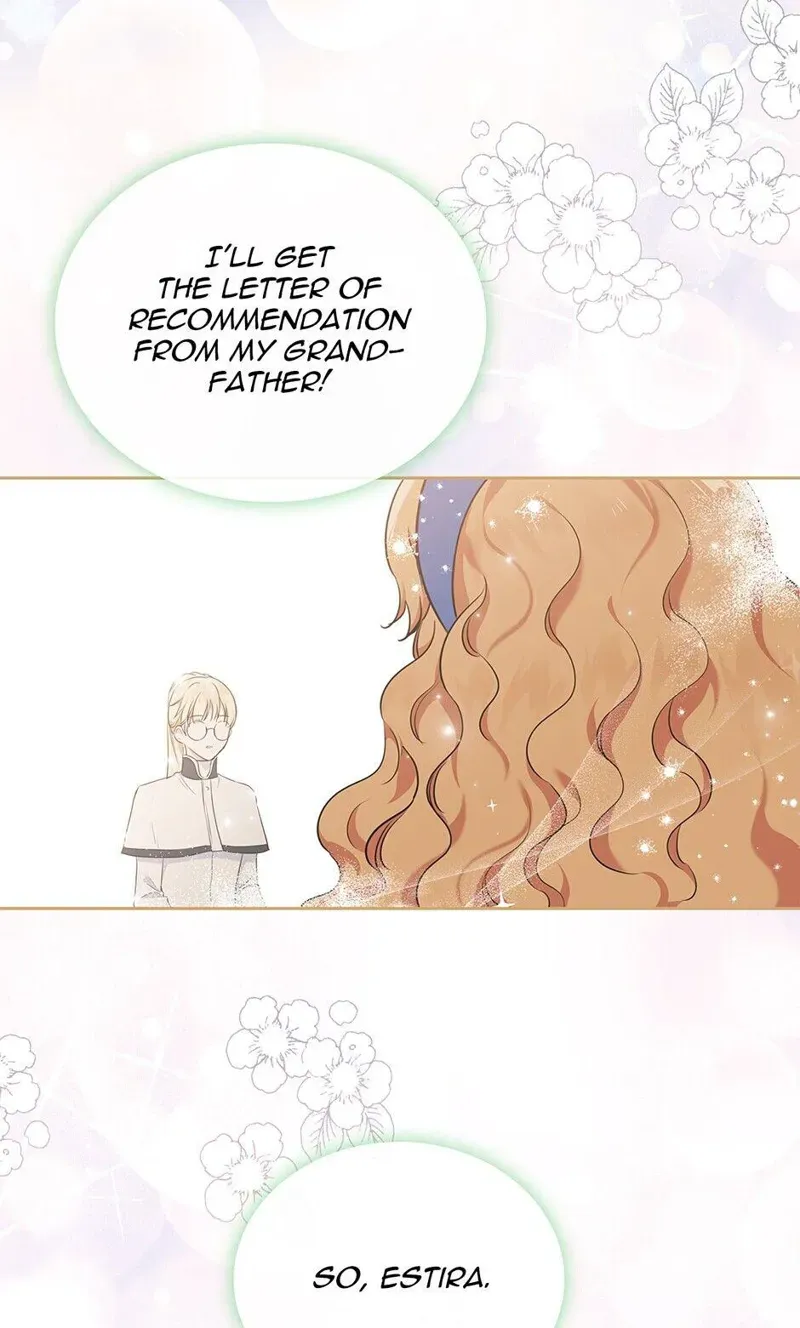 I'LL GET
THE LETTER OF
RECOMMENDATION
FROM MY GRAND-
FATHER!
SO, ESTIRA.